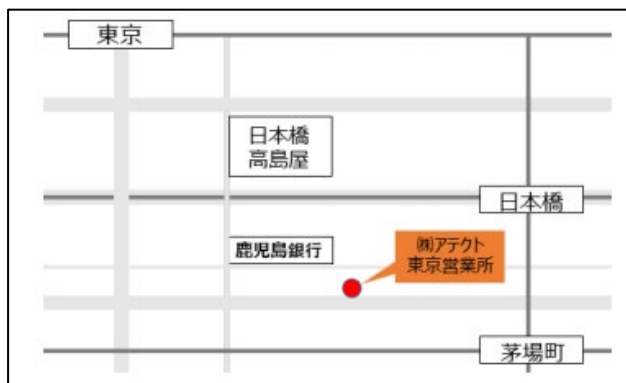 東京
日本橋
高島屋
日本橋
鹿児島銀行
㈱アテクト
東京営業所
茅場町